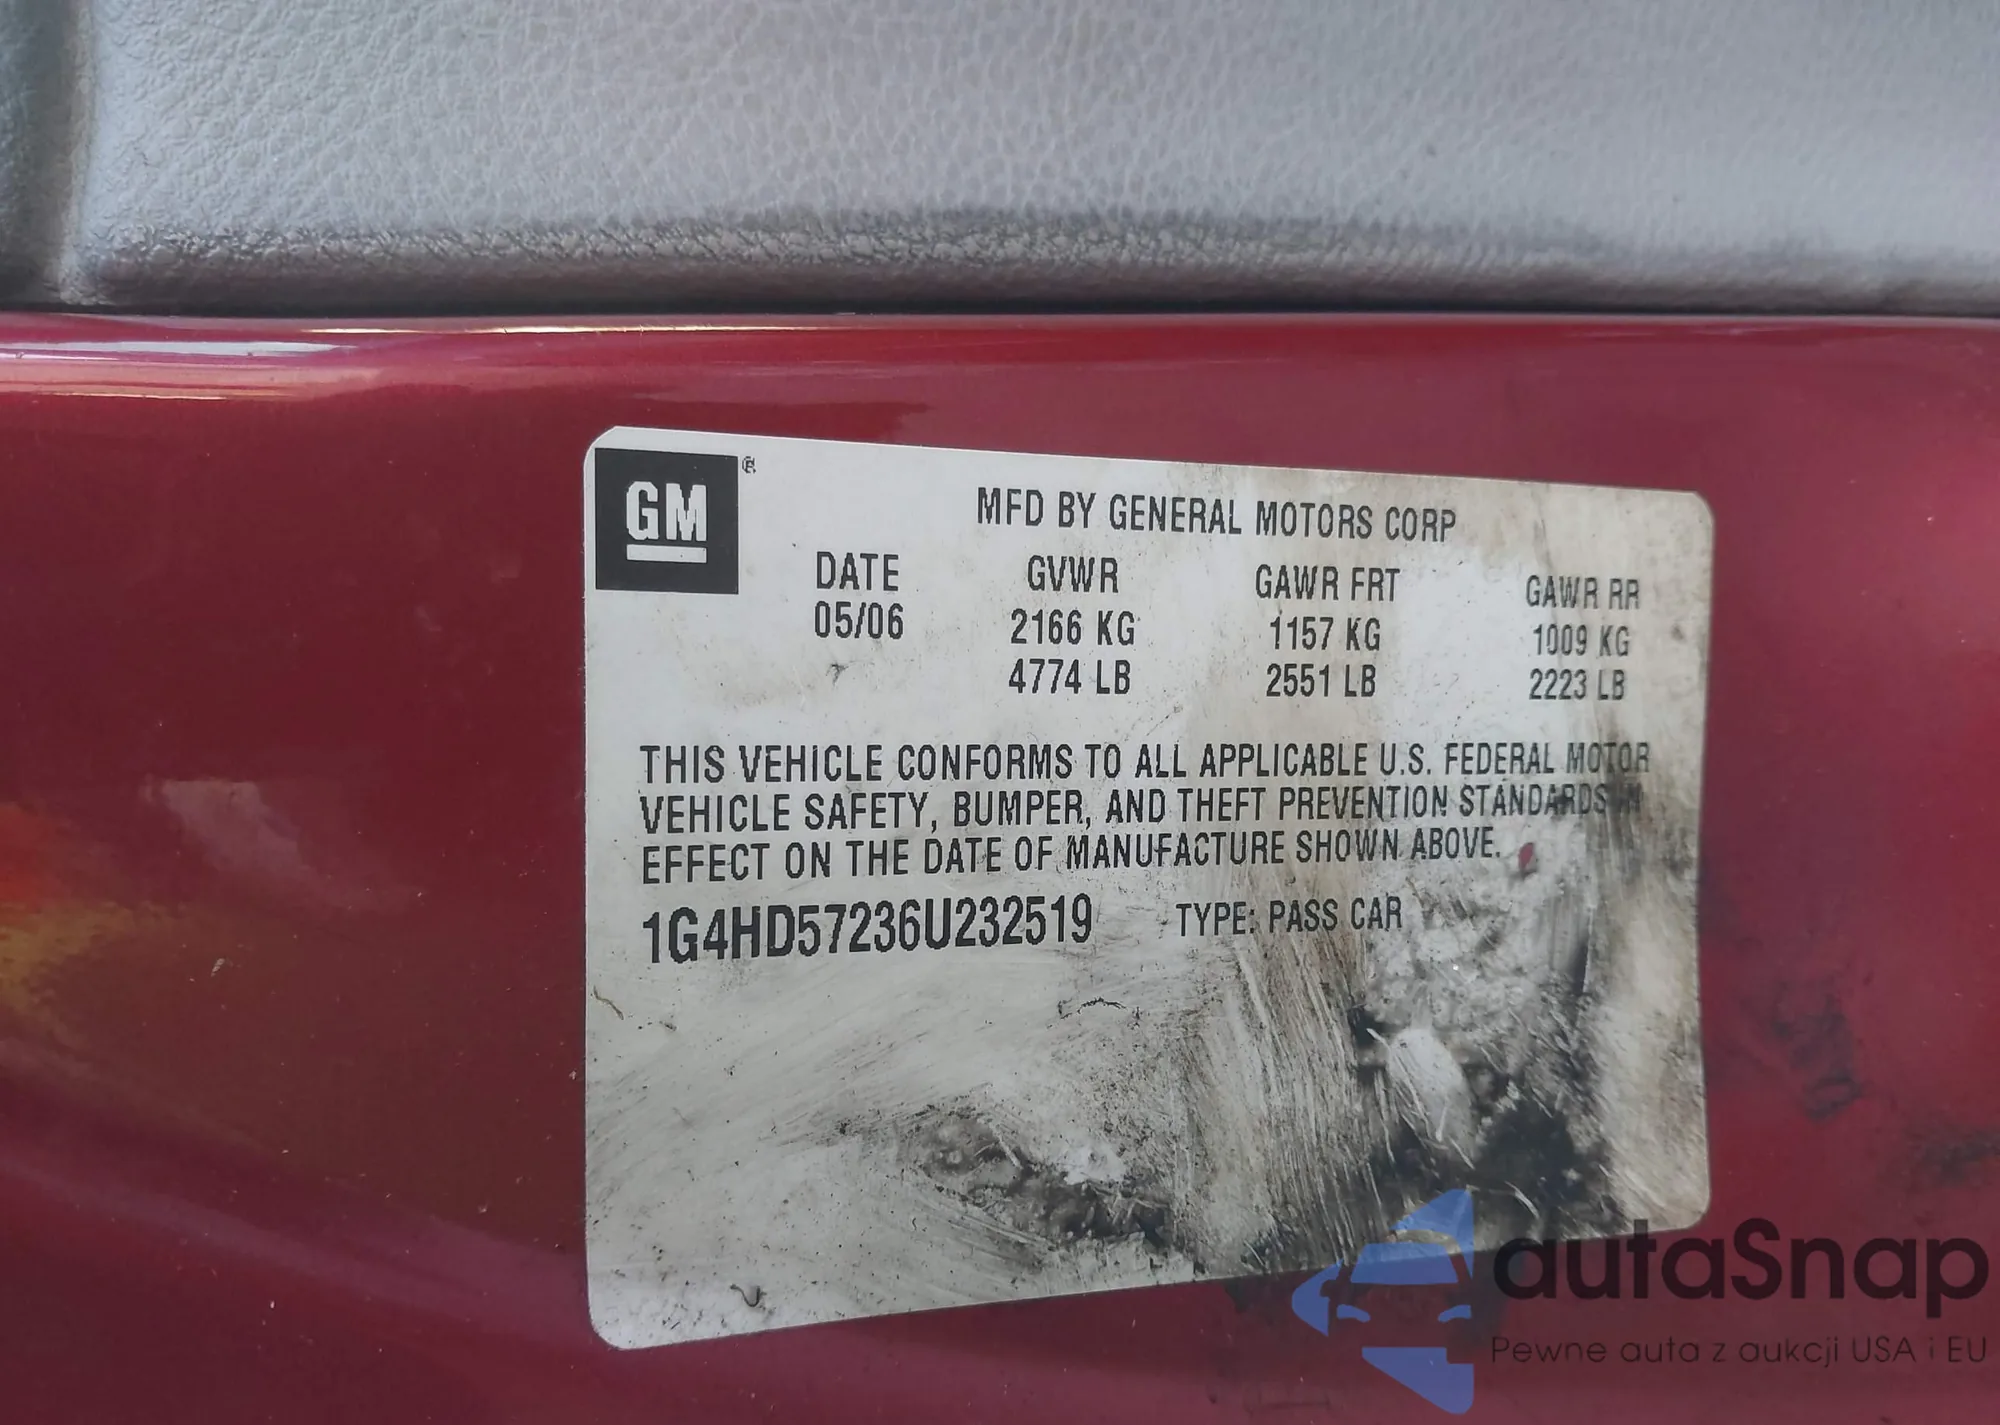 GM ®
MFD BY GENERAL MOTORS CORP
DATE GVWR GAWR FRT GAWR RR
05/06 2166 KG 1157 KG 1009 KG
4774 LB 2551 LB 2223 LB
THIS VEHICLE CONFORMS TO ALL APPLICABLE U.S. FEDERAL MOTOR
VEHICLE SAFETY, BUMPER, AND THEFT PREVENTION STANDARDS IN
EFFECT ON THE DATE OF MANUFACTURE SHOWN ABOVE.
1G4HD57236U232519 TYPE: PASS CAR
autaSnap
Pewne auta z aukcji USA i EU